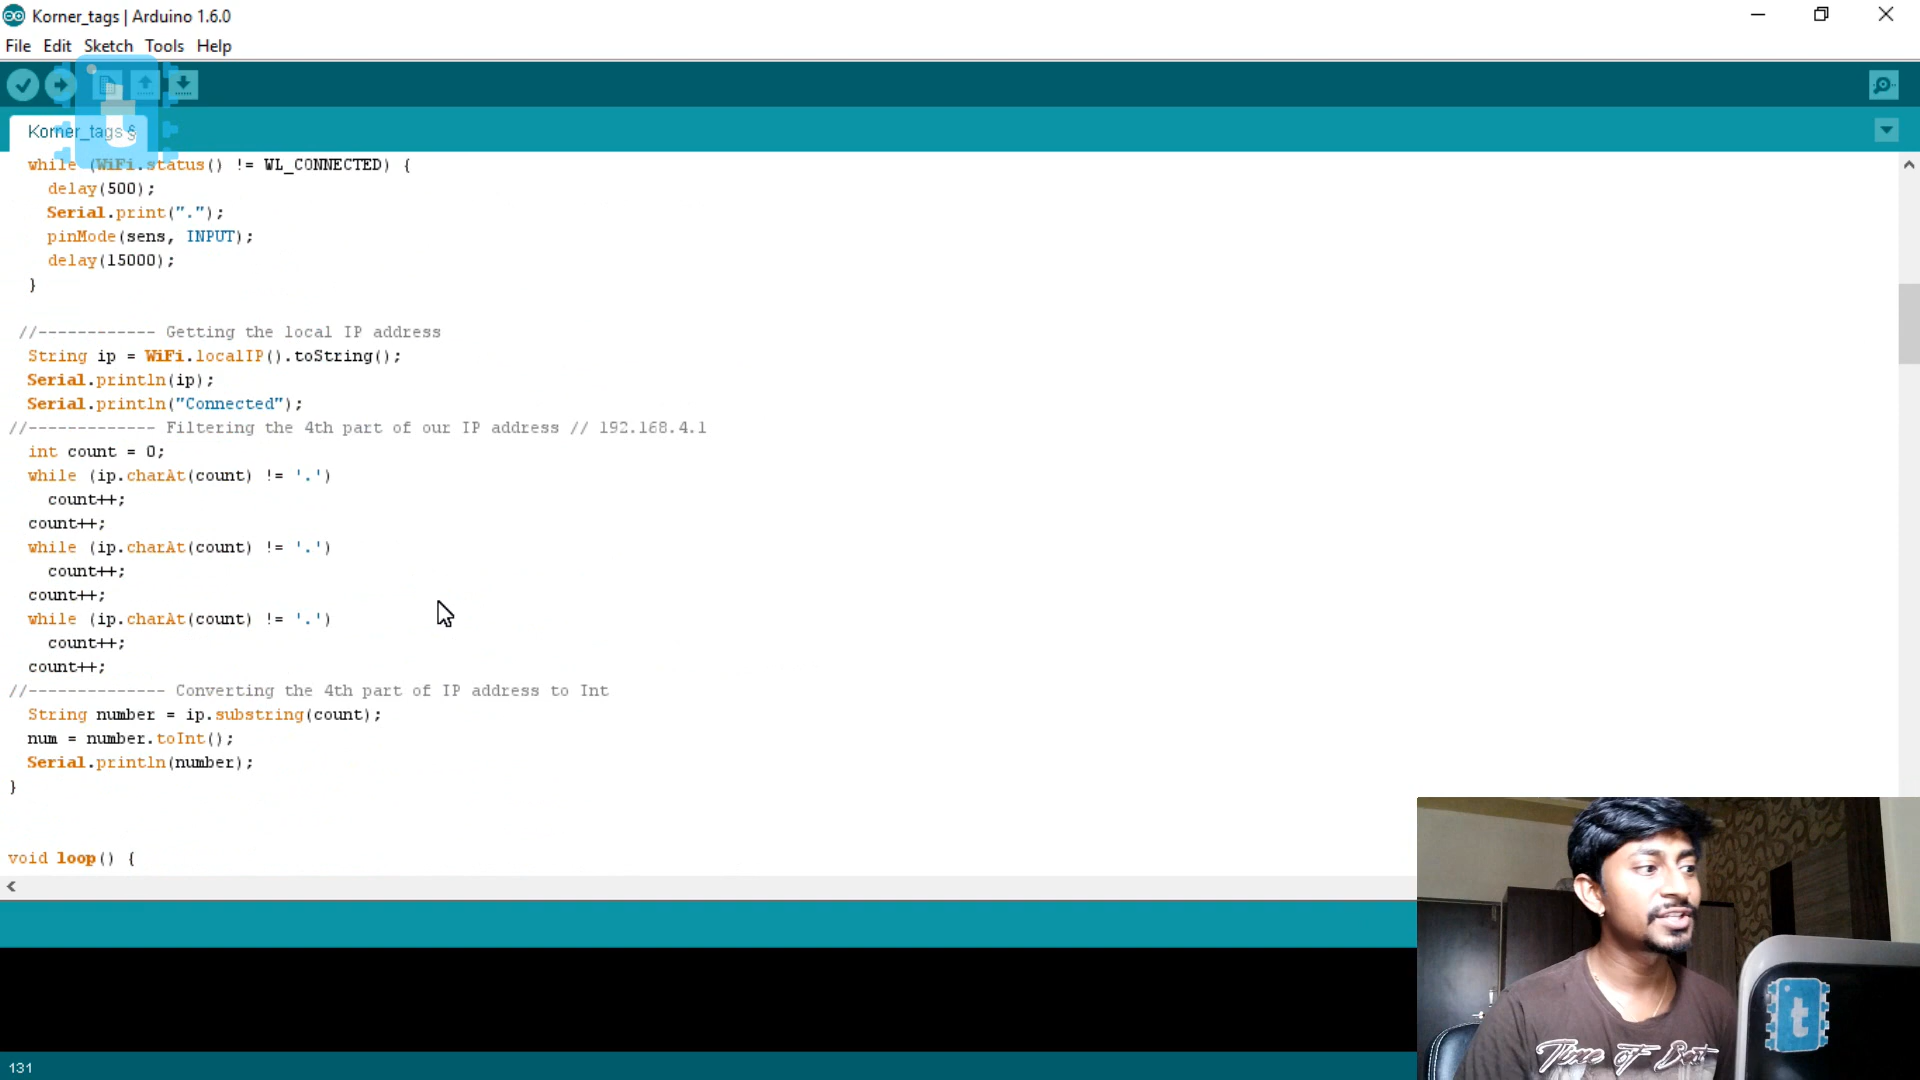 Korner_tags | Arduino 1.6.0
File Edit Sketch Tools Help
Korner_tags §
while (WiFi.status() != WL_CONNECTED) {
delay(500);
Serial.print(".");
pinMode(sens, INPUT);
delay(15000);
}
//------------ Getting the local IP address
String ip = WiFi.localIP().toString();
Serial.println(ip);
Serial.println("Connected");
//------------- Filtering the 4th part of our IP address // 192.168.4.1
int count = 0;
while (ip.charAt(count) != '.')
count++;
count++;
while (ip.charAt(count) != '.')
count++;
count++;
while (ip.charAt(count) != '.')
count++;
count++;
//-------------- Converting the 4th part of IP address to Int
String number = ip.substring(count);
num = number.toInt();
Serial.println(number);
}
void loop() {
131
t
Time of Best